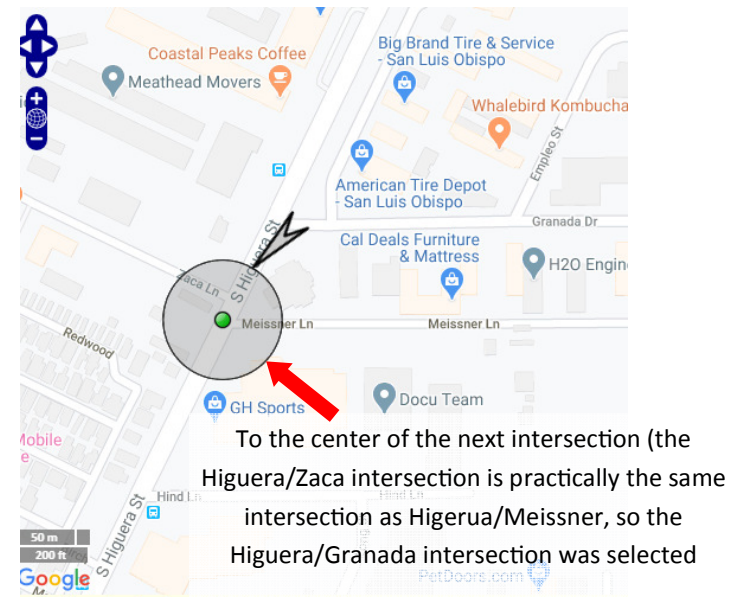 Coastal Peaks Coffee
Meathead Movers
Big Brand Tire & Service
- San Luis Obispo
Whalebird Kombucha
Empleo St
American Tire Depot
- San Luis Obispo
Granada Dr
S Higuera St
Cal Deals Furniture
& Mattress
H2O Engin
Zaca Ln
Meissner Ln
Meissner Ln
Redwood
GH Sports
Docu Team
Mobile
To the center of the next intersection (the
Higuera/Zaca intersection is practically the same
intersection as Higerua/Meissner, so the
Higuera/Granada intersection was selected
Hind Ln
Hind Ln
S Higuera St
50 m
200 ft
Google
PetDoors.com